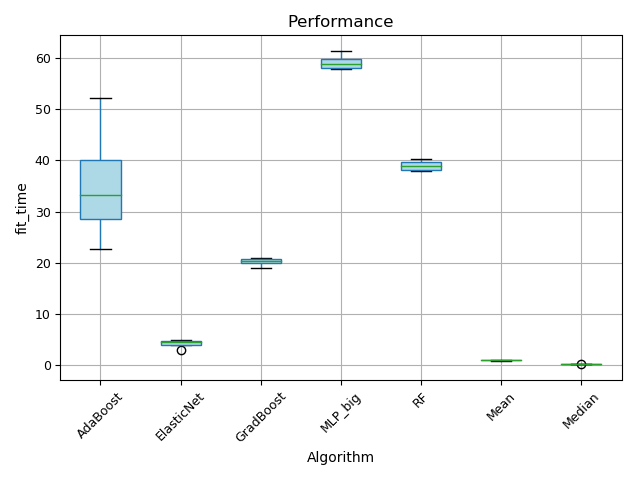 Performance
fit_time
60
50
40
30
20
10
0
AdaBoost
ElasticNet
GradBoost
MLP_big
RF
Mean
Median
Algorithm